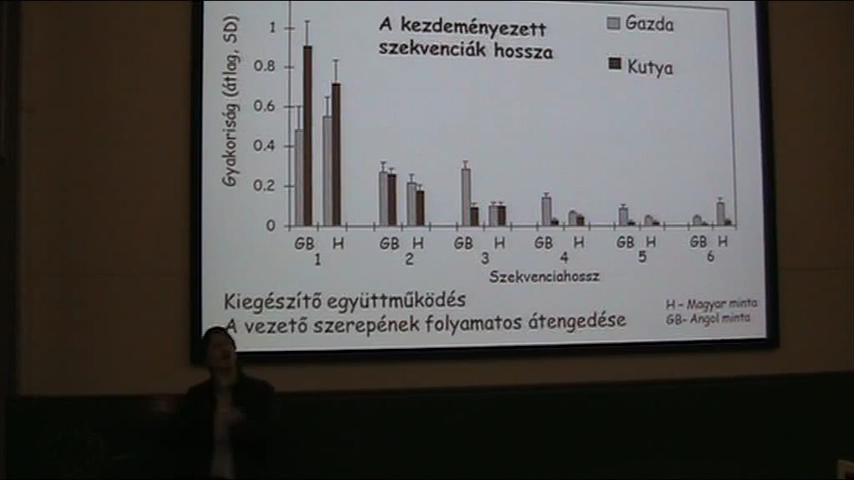 A kezdeményezett
szekvenciák hossza
Gazda
Kutya
Gyakoriság (átlag, SD)
1
0.8
0.6
0.4
0.2
0
GB H GB H GB H GB H GB H GB H
1 2 3 4 5 6
Szekvenciahossz
Kiegészítő együttműködés
A vezető szerepének folyamatos átengedése
H - Magyar minta
GB- Angol minta